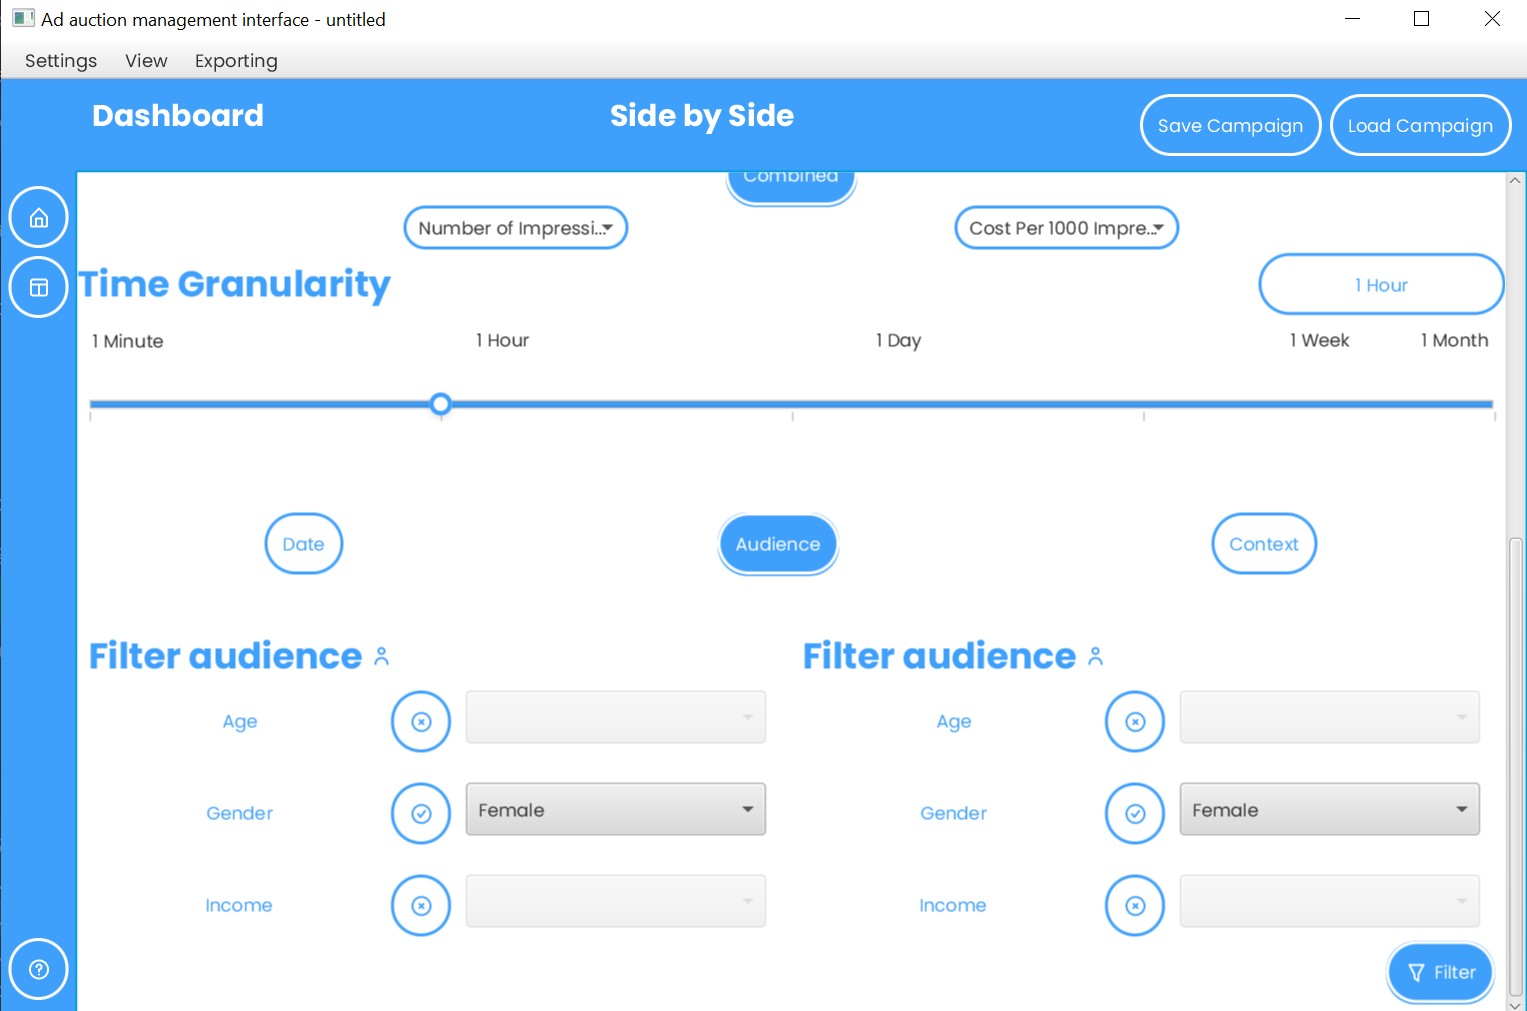 Ad auction management interface - untitled
Settings View Exporting
Dashboard Side by Side Save Campaign Load Campaign
Combined
Number of Impressi... Cost Per 1000 Impre...
Time Granularity 1 Hour
1 Minute 1 Hour 1 Day 1 Week 1 Month
Date Audience Context
Filter audience Filter audience
Age Age
Gender Female Gender Female
Income Income
Filter